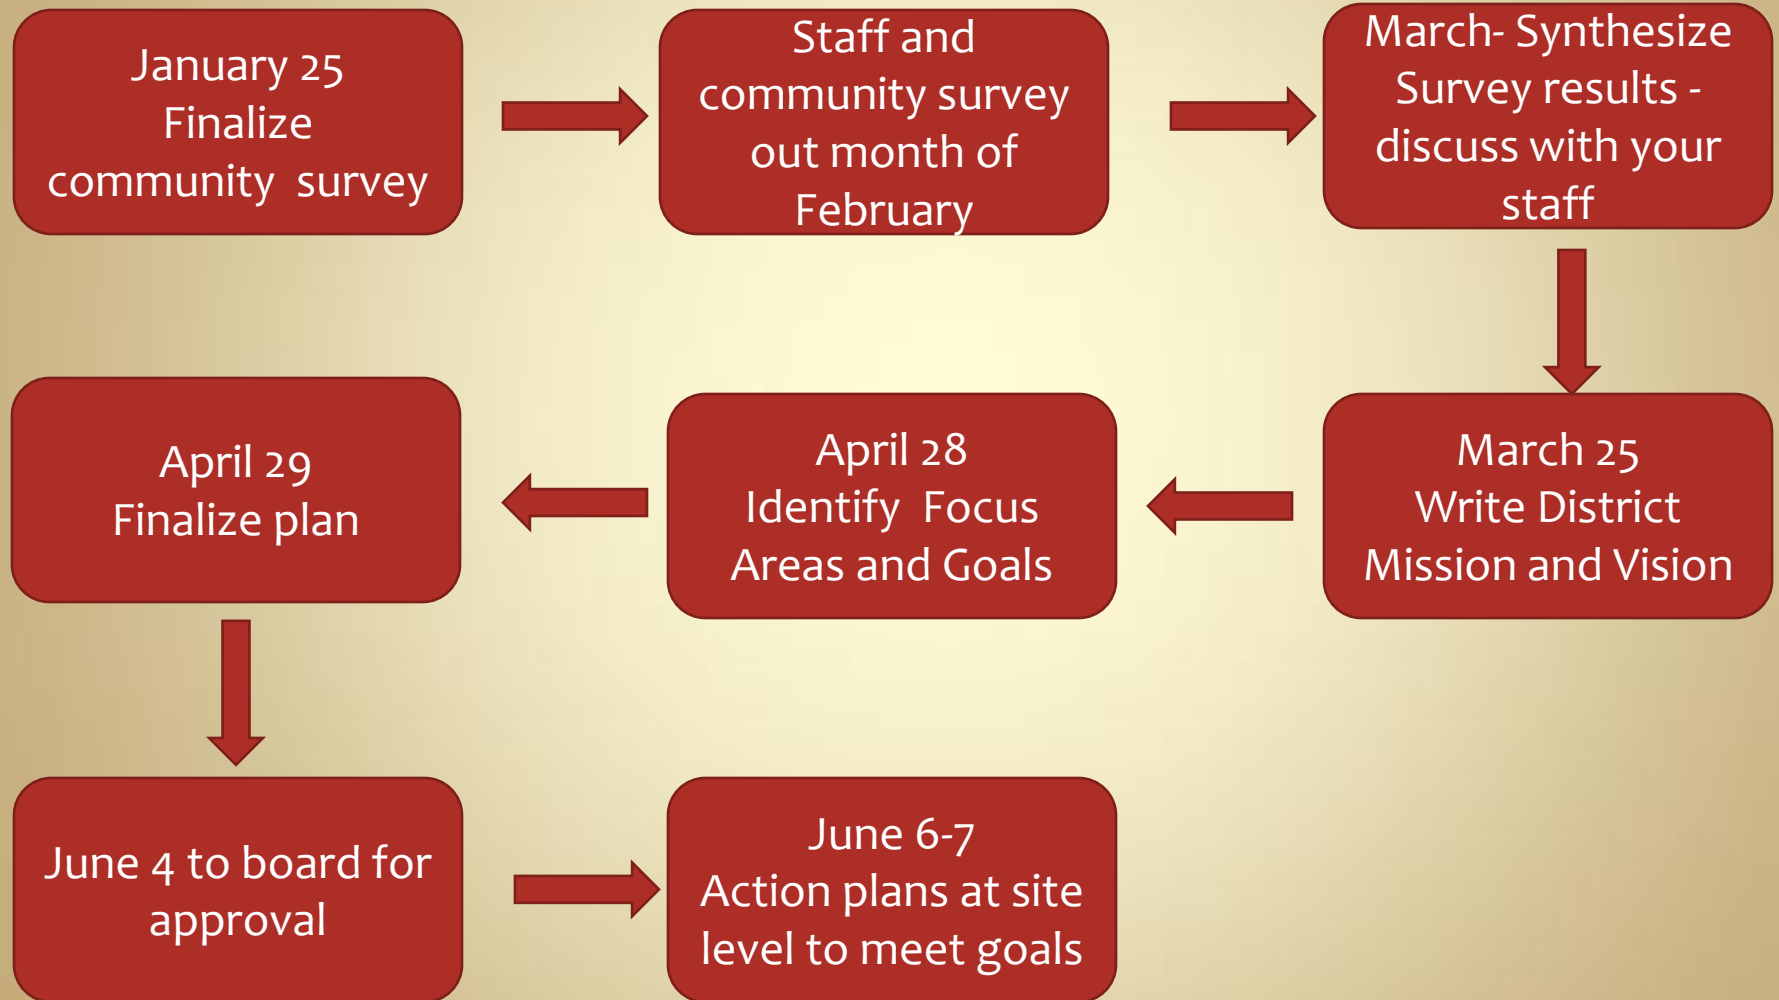 January 25
Finalize
community survey
Staff and
community survey
out month of
February
March- Synthesize
Survey results -
discuss with your
staff
March 25
Write District
Mission and Vision
April 28
Identify Focus
Areas and Goals
April 29
Finalize plan
June 4 to board for
approval
June 6-7
Action plans at site
level to meet goals